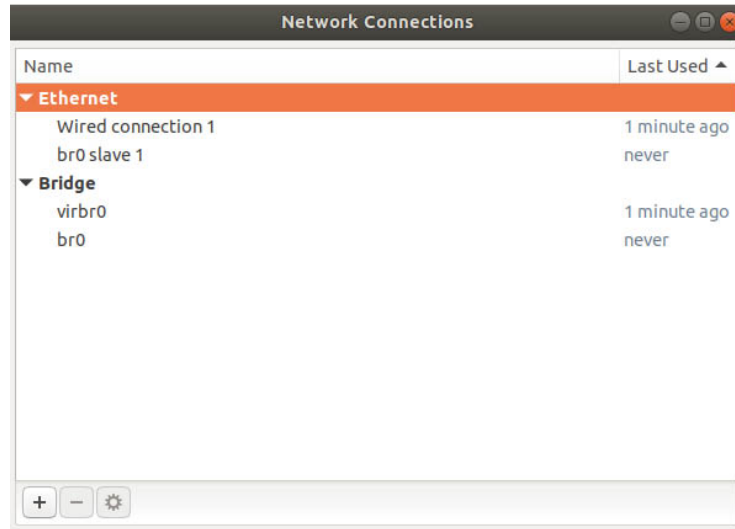 Network Connections
Name Last Used
Ethernet
Wired connection 1 1 minute ago
br0 slave 1 never
Bridge
virbr0 1 minute ago
br0 never